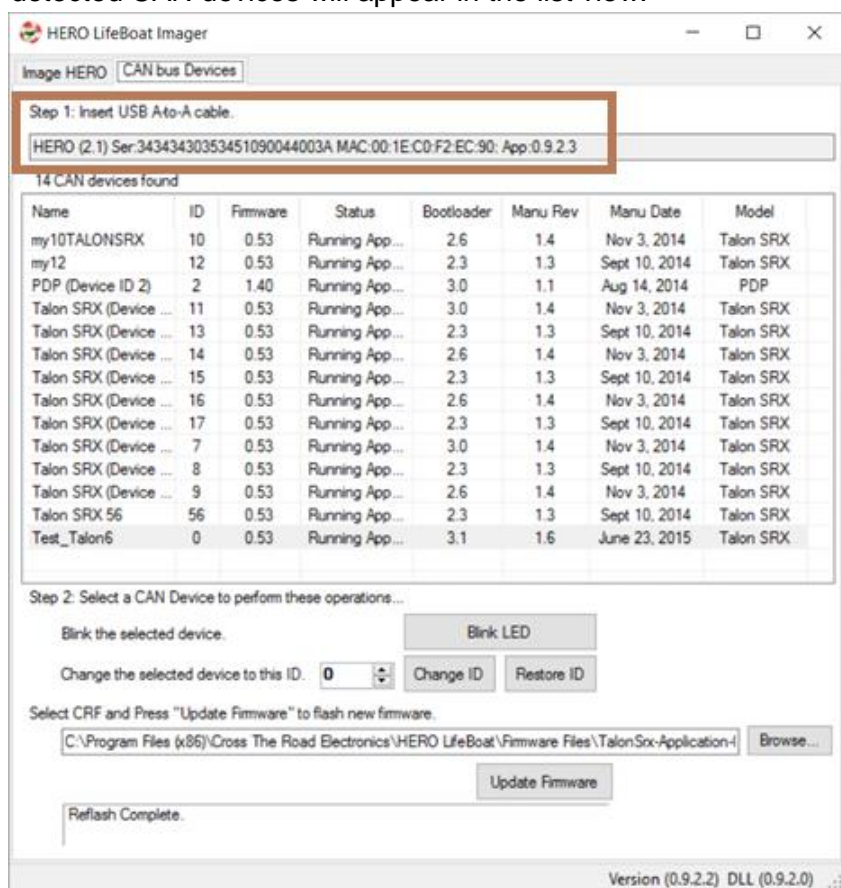 detected CAN devices will appear in the list view.
HERO LifeBoat Imager
Image HERO CAN bus Devices
Step 1: Insert USB A-to-A cable.
HERO (2.1) Ser:34343430353451090044003A MAC:00:1E:C0:F2:EC:90: App:0.9.2.3
14 CAN devices found
Name ID Firmware Status Bootloader Manu Rev Manu Date Model
my10TALONSRX 10 0.53 Running App... 2.6 1.4 Nov 3, 2014 Talon SRX
my12 12 0.53 Running App... 2.3 1.3 Sept 10, 2014 Talon SRX
PDP (Device ID 2) 2 1.40 Running App... 3.0 1.1 Aug 14, 2014 PDP
Talon SRX (Device ... 11 0.53 Running App... 3.0 1.4 Nov 3, 2014 Talon SRX
Talon SRX (Device ... 13 0.53 Running App... 2.3 1.3 Sept 10, 2014 Talon SRX
Talon SRX (Device ... 14 0.53 Running App... 2.6 1.4 Nov 3, 2014 Talon SRX
Talon SRX (Device ... 15 0.53 Running App... 2.3 1.3 Sept 10, 2014 Talon SRX
Talon SRX (Device ... 16 0.53 Running App... 2.6 1.4 Nov 3, 2014 Talon SRX
Talon SRX (Device ... 17 0.53 Running App... 2.3 1.3 Sept 10, 2014 Talon SRX
Talon SRX (Device ... 7 0.53 Running App... 3.0 1.4 Nov 3, 2014 Talon SRX
Talon SRX (Device ... 8 0.53 Running App... 2.3 1.3 Sept 10, 2014 Talon SRX
Talon SRX (Device ... 9 0.53 Running App... 2.6 1.4 Nov 3, 2014 Talon SRX
Talon SRX 56 56 0.53 Running App... 2.3 1.3 Sept 10, 2014 Talon SRX
Test_Talon6 0 0.53 Running App... 3.1 1.6 June 23, 2015 Talon SRX
Step 2: Select a CAN Device to perform these operations...
Blink the selected device. Blink LED
Change the selected device to this ID. 0 Change ID Restore ID
Select CRF and Press "Update Firmware" to flash new firmware.
C:\Program Files (x86)\Cross The Road Electronics\HERO LifeBoat\Firmware Files\TalonSrx-Application- Browse...
Update Firmware
Reflash Complete.
Version (0.9.2.2) DLL (0.9.2.0)